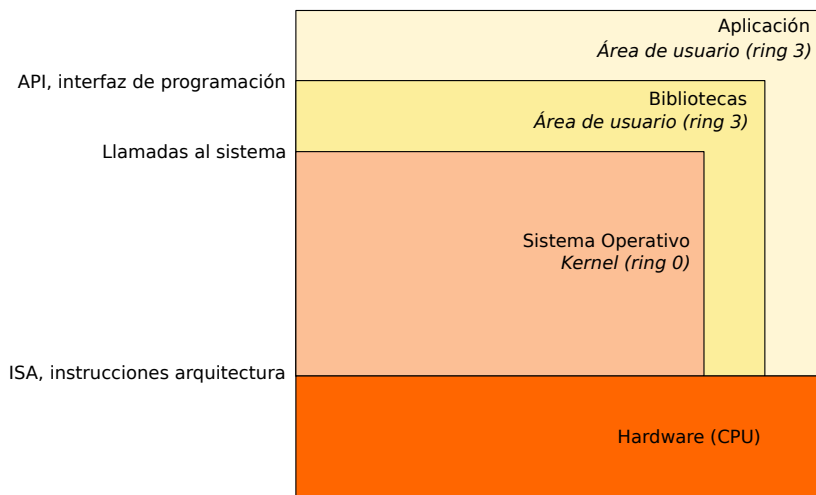 Aplicación
Área de usuario (ring 3)
API, interfaz de programación
Bibliotecas
Área de usuario (ring 3)
Llamadas al sistema
Sistema Operativo
Kernel (ring 0)
ISA, instrucciones arquitectura
Hardware (CPU)